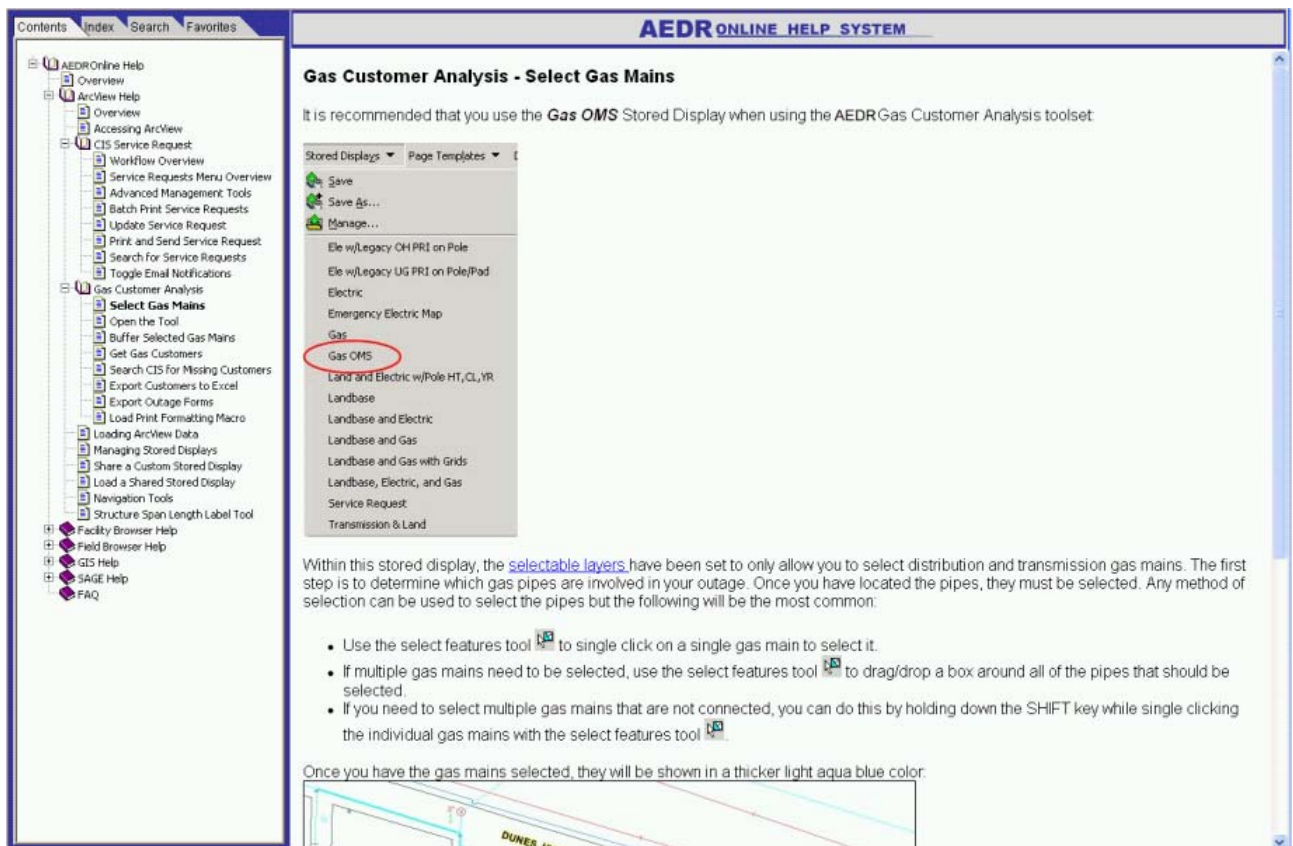 Contents Index Search Favorites
AEDR ONLINE HELP SYSTEM
AEDROnline Help
Overview
ArcView Help
Overview
Accessing ArcView
CIS Service Request
Workflow Overview
Service Requests Menu Overview
Advanced Management Tools
Batch Print Service Requests
Update Service Request
Print and Send Service Request
Search for Service Requests
Toggle Email Notifications
Gas Customer Analysis
Select Gas Mains
Open the Tool
Buffer Selected Gas Mains
Get Gas Customers
Search CIS for Missing Customers
Export Customers to Excel
Export Outage Forms
Load Print Formatting Macro
Loading ArcView Data
Managing Stored Displays
Share a Custom Stored Display
Load a Shared Stored Display
Navigation Tools
Structure Span Length Label Tool
Facility Browser Help
Field Browser Help
GIS Help
SAGE Help
FAQ
Gas Customer Analysis - Select Gas Mains
It is recommended that you use the Gas OMS Stored Display when using the AEDRGas Customer Analysis toolset:
Stored Displays Page Templates
Save
Save As...
Manage...
Ele w/Legacy OH PRI on Pole
Ele w/Legacy UG PRI on Pole/Pad
Electric
Emergency Electric Map
Gas
Gas OMS
Land and Electric w/Pole HT,CL,YR
Landbase
Landbase and Electric
Landbase and Gas
Landbase and Gas with Grids
Landbase, Electric, and Gas
Service Request
Transmission & Land
Within this stored display, the selectable layers have been set to only allow you to select distribution and transmission gas mains. The first
step is to determine which gas pipes are involved in your outage. Once you have located the pipes, they must be selected. Any method of
selection can be used to select the pipes but the following will be the most common:
• Use the select features tool to single click on a single gas main to select it.
• If multiple gas mains need to be selected, use the select features tool to drag/drop a box around all of the pipes that should be
selected.
• If you need to select multiple gas mains that are not connected, you can do this by holding down the SHIFT key while single clicking
the individual gas mains with the select features tool .
Once you have the gas mains selected, they will be shown in a thicker light aqua blue color:
DUNES